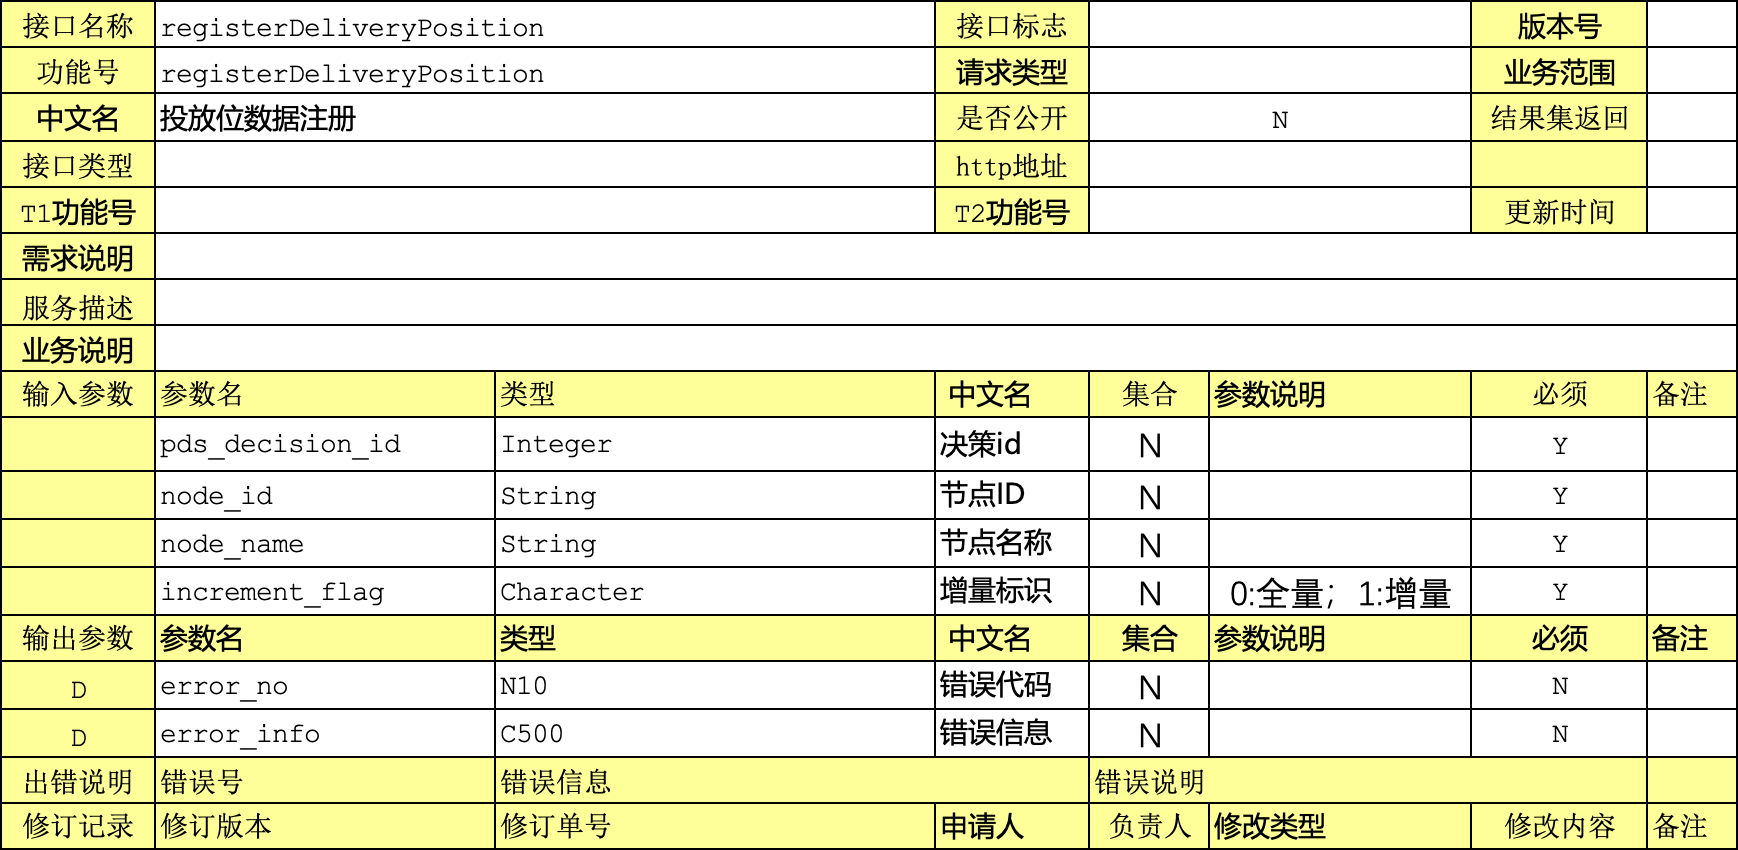 接口名称 registerDeliveryPosition 接口标志 版本号
功能号 registerDeliveryPosition 请求类型 业务范围
中文名 投放位数据注册 是否公开 N 结果集返回
接口类型 http地址
T1功能号 T2功能号 更新时间
需求说明
服务描述
业务说明
输入参数 参数名 类型 中文名 集合 参数说明 必须 备注
pds_decision_id Integer 决策id N Y
node_id String 节点ID N Y
node_name String 节点名称 N Y
increment_flag Character 增量标识 N 0:全量；1:增量 Y
输出参数 参数名 类型 中文名 集合 参数说明 必须 备注
D error_no N10 错误代码 N N
D error_info C500 错误信息 N N
出错说明 错误号 错误信息 错误说明
修订记录 修订版本 修订单号 申请人 负责人 修改类型 修改内容 备注